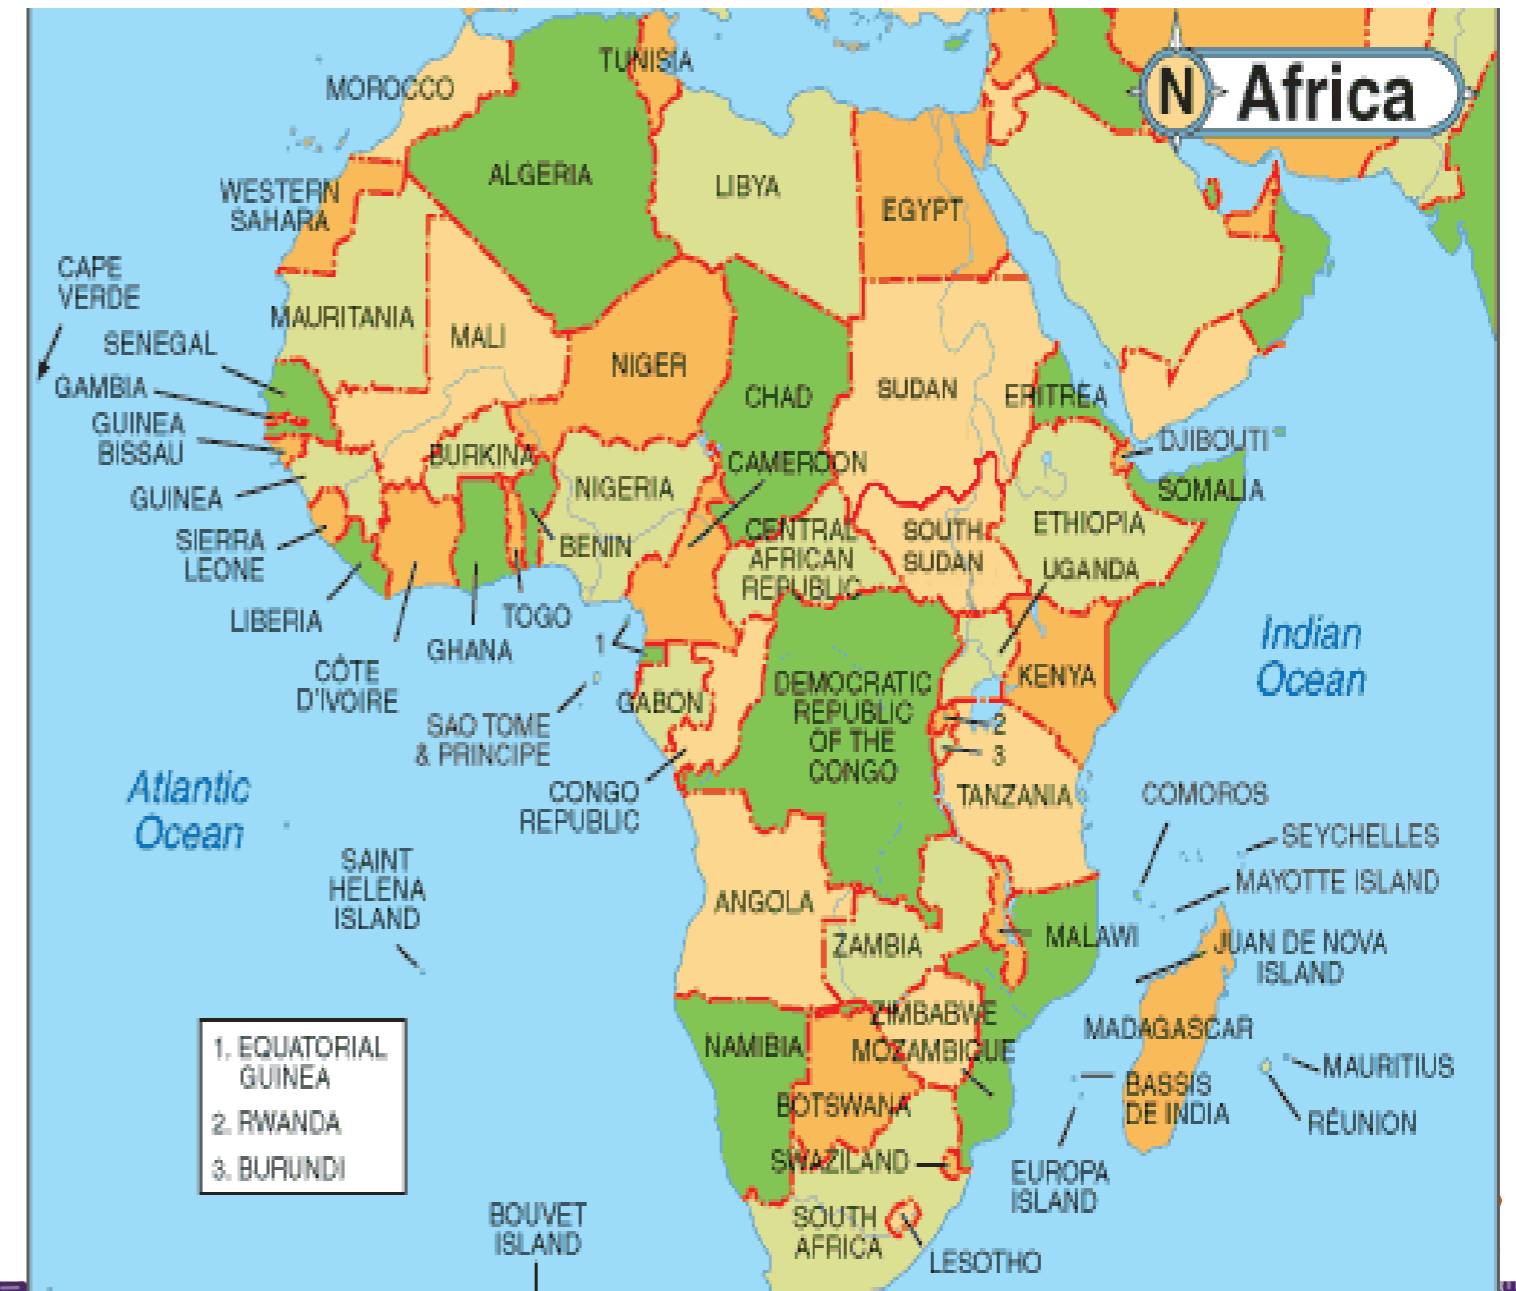 N Africa
TUNISIA
MOROCCO
ALGERIA
LIBYA
EGYPT
WESTERN
SAHARA
CAPE
VERDE
MAURITANIA
MALI
NIGER
CHAD
SUDAN
ERITREA
SENEGAL
GAMBIA
GUINEA
BISSAU
GUINEA
SIERRA
LEONE
LIBERIA
CÔTE
D'IVOIRE
GHANA
TOGO
BENIN
BURKINA
NIGERIA
CAMEROON
CENTRAL
AFRICAN
REPUBLIC
SOUTH
SUDAN
DJIBOUTI
SOMALIA
ETHIOPIA
UGANDA
KENYA
Indian
Ocean
1
GABON
SAO TOME
& PRINCIPE
CONGO
REPUBLIC
DEMOCRATIC
REPUBLIC
OF THE
CONGO
2
3
TANZANIA
COMOROS
SEYCHELLES
MAYOTTE ISLAND
Atlantic
Ocean
SAINT
HELENA
ISLAND
ANGOLA
ZAMBIA
MALAWI
JUAN DE NOVA
ISLAND
ZIMBABWE
MOZAMBIQUE
MADAGASCAR
MAURITIUS
RÉUNION
BASSIS
DE INDIA
EUROPA
ISLAND
NAMIBIA
BOTSWANA
SWAZILAND
SOUTH
AFRICA
LESOTHO
BOUVET
ISLAND
1. EQUATORIAL
GUINEA
2. RWANDA
3. BURUNDI